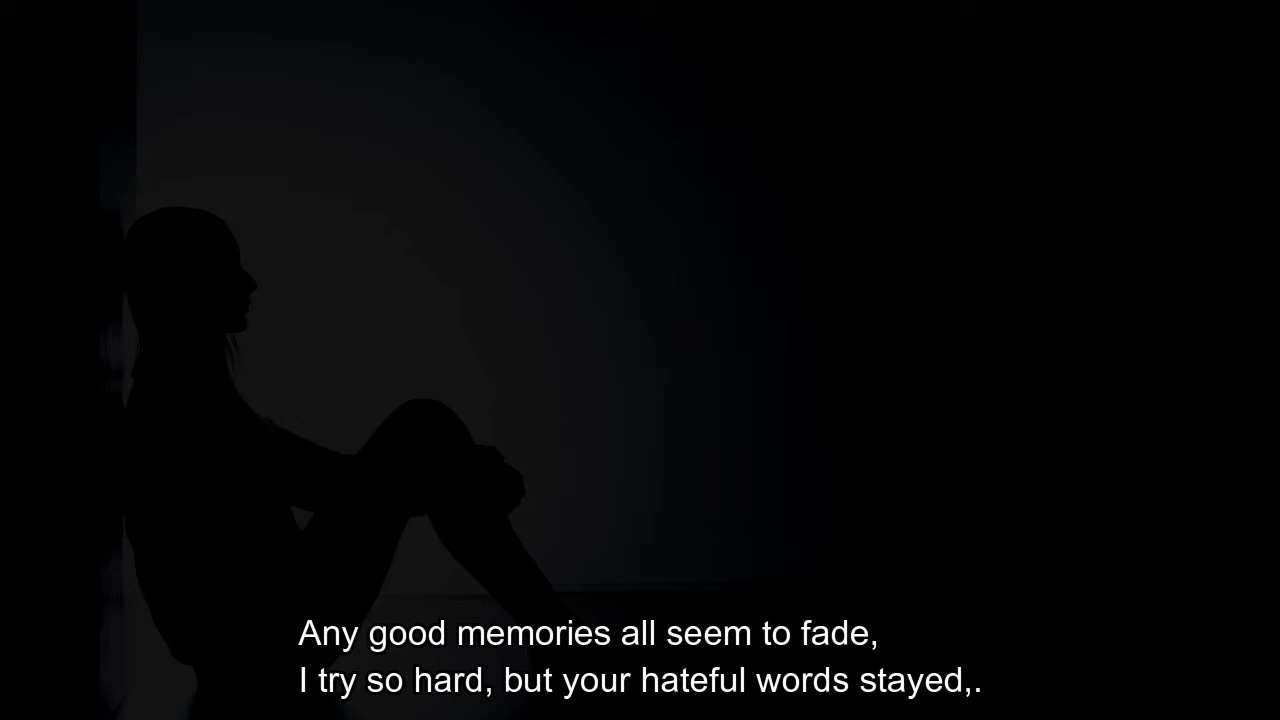 Any good memories all seem to fade,
I try so hard, but your hateful words stayed,.